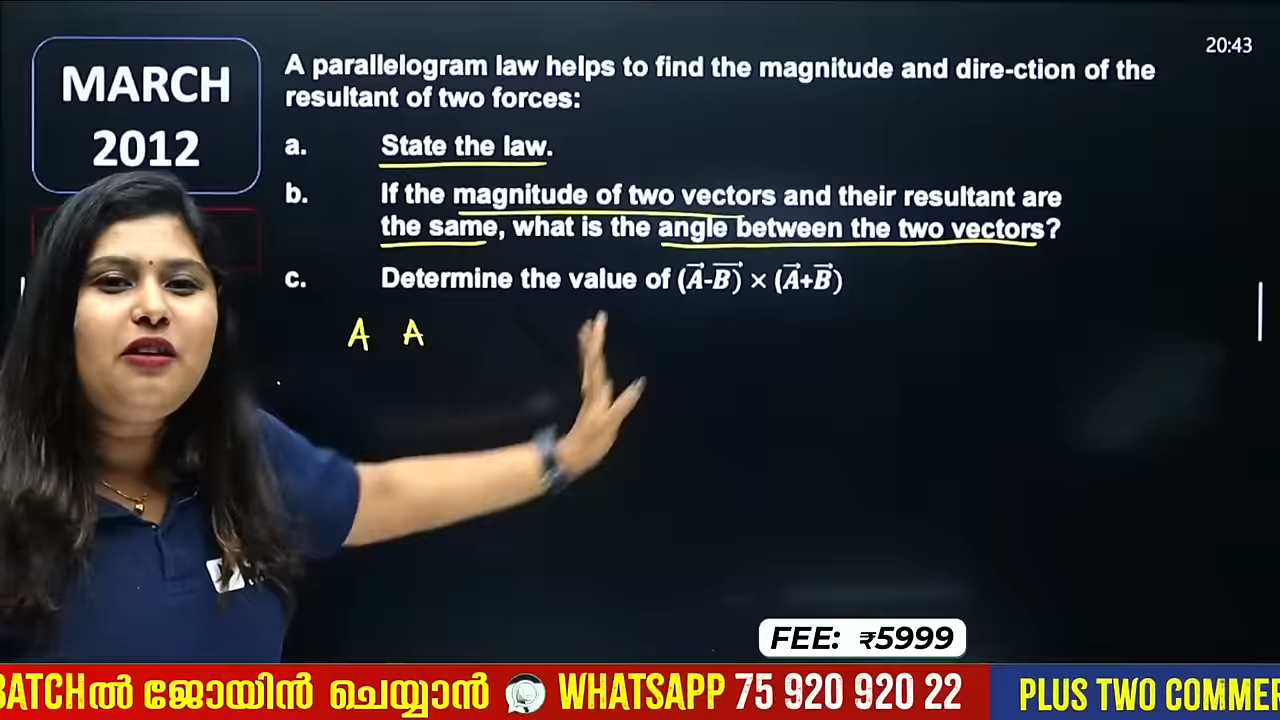 20:43
MARCH
2012
A parallelogram law helps to find the magnitude and dire-ction of the
resultant of two forces:
a. State the law.
b. If the magnitude of two vectors and their resultant are
the same, what is the angle between the two vectors?
c. Determine the value of (A⃗-B⃗) × (A⃗+B⃗)
A A
FEE: ₹5999
BATCHൽ ജോയിൻ ചെയ്യാൻ WHATSAPP 75 920 920 22 PLUS TWO COMMER